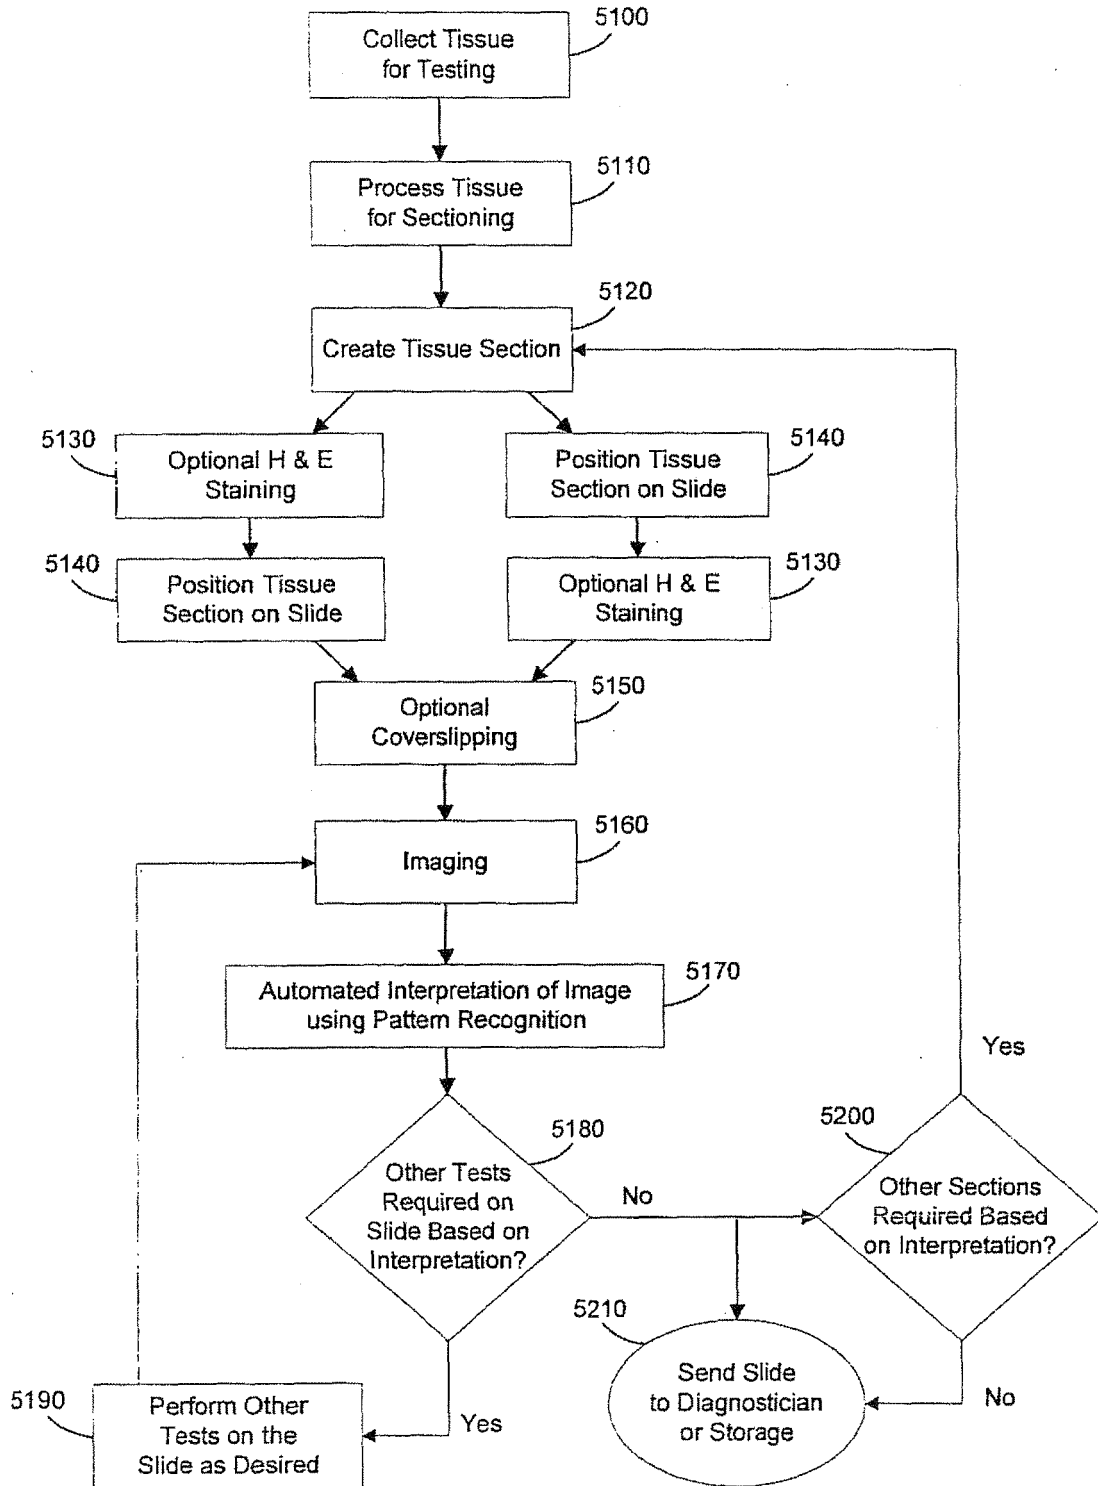 5100
Collect Tissue
for Testing
5110
Process Tissue
for Sectioning
5120
Create Tissue Section
5130
Optional H & E
Staining
5140
Position Tissue
Section on Slide
5140
Position Tissue
Section on Slide
5130
Optional H & E
Staining
5150
Optional
Coverslipping
5160
Imaging
5170
Automated Interpretation of Image
using Pattern Recognition
5180
Other Tests
Required on
Slide Based on
Interpretation?
No
Yes
5200
Other Sections
Required Based
on Interpretation?
Yes
No
5190
Perform Other
Tests on the
Slide as Desired
5210
Send Slide
to Diagnostician
or Storage